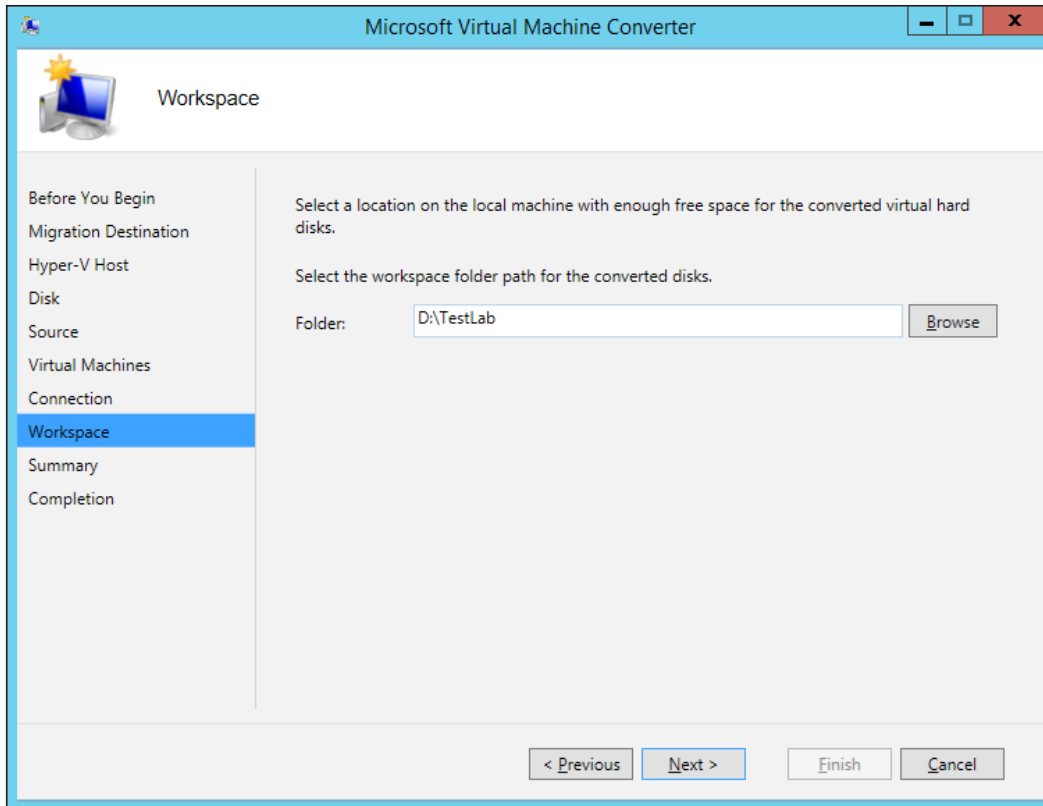 Microsoft Virtual Machine Converter
Workspace
Before You Begin
Migration Destination
Hyper-V Host
Disk
Source
Virtual Machines
Connection
Workspace
Summary
Completion
Select a location on the local machine with enough free space for the converted virtual hard
disks.
Select the workspace folder path for the converted disks.
Folder: D:\TestLab Browse
< Previous Next > Finish Cancel